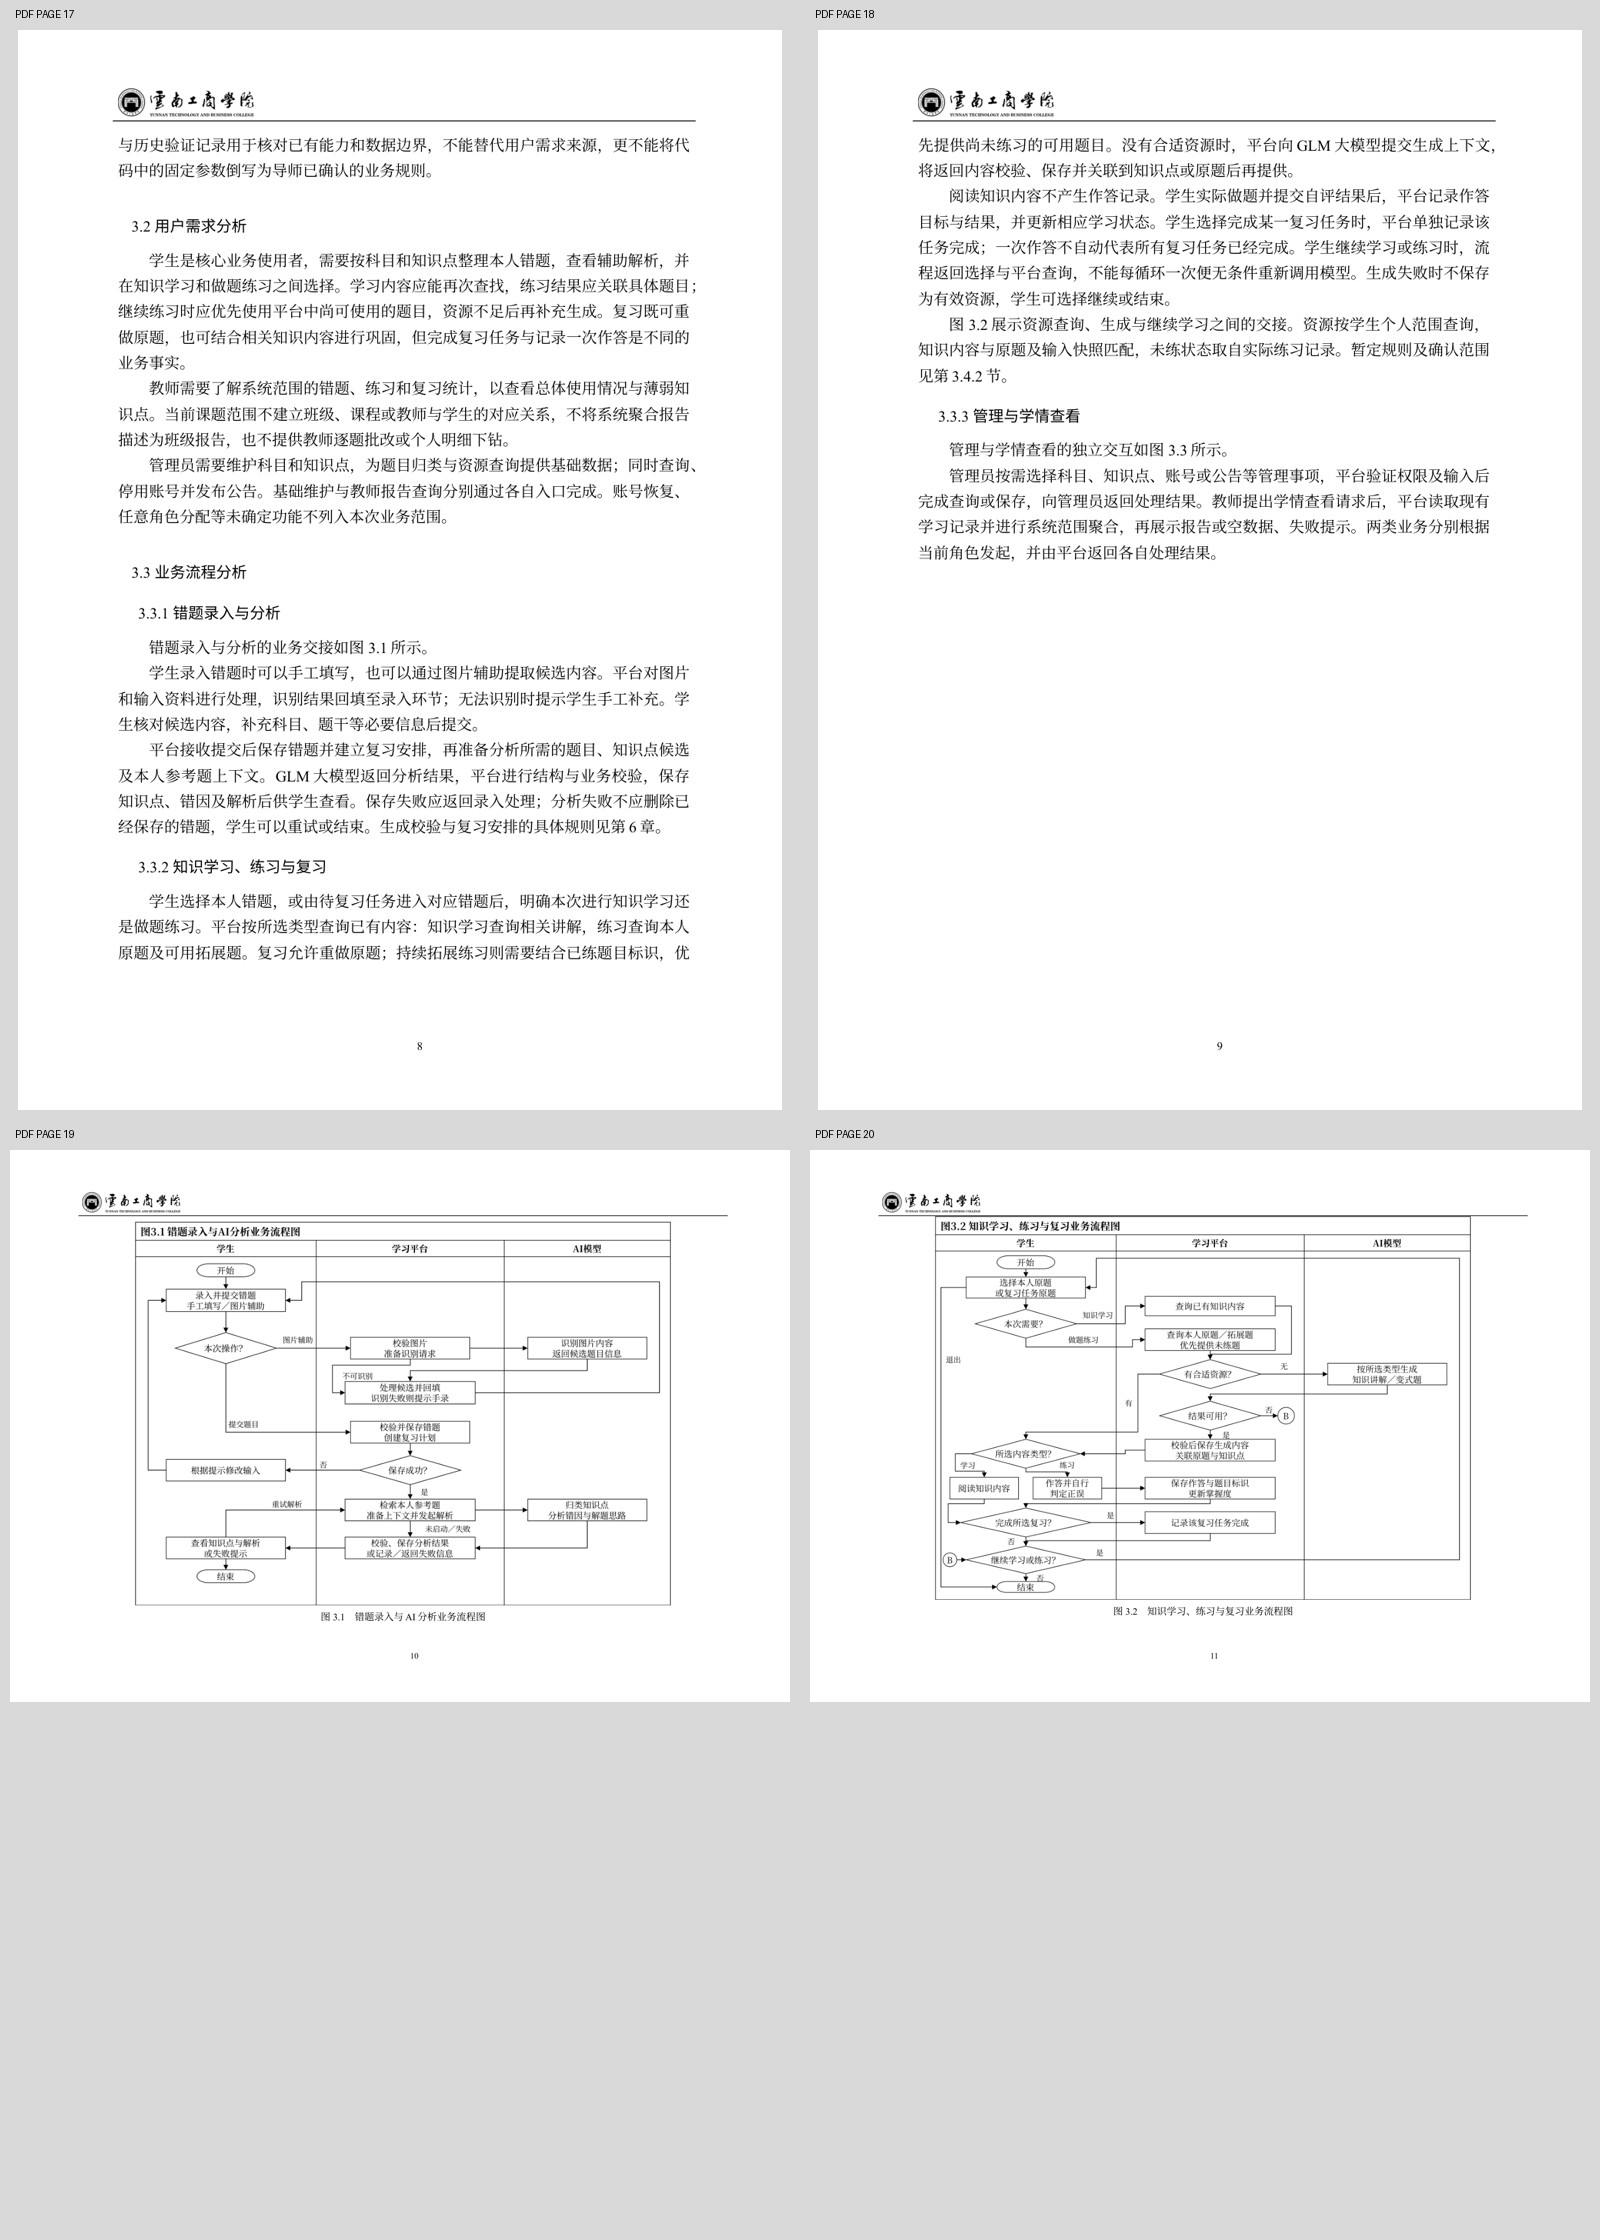 PDF PAGE 17
雲南工商學院
YUNNAN TECHNOLOGY AND BUSINESS COLLEGE
与历史验证记录用于核对已有能力和数据边界，不能替代用户需求来源，更不能将代
码中的固定参数倒写为导师已确认的业务规则。
3.2 用户需求分析
学生是核心业务使用者，需要按科目和知识点整理本人错题，查看辅助解析，并
在知识学习和做题练习之间选择。学习内容应能再次查找，练习结果应关联具体题目；
继续练习时应优先使用平台中尚可使用的题目，资源不足后再补充生成。复习既可重
做原题，也可结合相关知识内容进行巩固，但完成复习任务与记录一次作答是不同的
业务事实。
教师需要了解系统范围的错题、练习和复习统计，以查看总体使用情况与薄弱知
识点。当前课题范围不建立班级、课程或教师与学生的对应关系，不将系统聚合报告
描述为班级报告，也不提供教师逐题批改或个人明细下钻。
管理员需要维护科目和知识点，为题目归类与资源查询提供基础数据；同时查询、
停用账号并发布公告。基础维护与教师报告查询分别通过各自入口完成。账号恢复、
任意角色分配等未确定功能不列入本次业务范围。
3.3 业务流程分析
3.3.1 错题录入与分析
错题录入与分析的业务交接如图 3.1 所示。
学生录入错题时可以手工填写，也可以通过图片辅助提取候选内容。平台对图片
和输入资料进行处理，识别结果回填至录入环节；无法识别时提示学生手工补充。学
生核对候选内容，补充科目、题干等必要信息后提交。
平台接收提交后保存错题并建立复习安排，再准备分析所需的题目、知识点候选
及本人参考题上下文。GLM 大模型返回分析结果，平台进行结构与业务校验，保存
知识点、错因及解析后供学生查看。保存失败应返回录入处理；分析失败不应删除已
经保存的错题，学生可以重试或结束。生成校验与复习安排的具体规则见第 6 章。
3.3.2 知识学习、练习与复习
学生选择本人错题，或由待复习任务进入对应错题后，明确本次进行知识学习还
是做题练习。平台按所选类型查询已有内容：知识学习查询相关讲解，练习查询本人
原题及可用拓展题。复习允许重做原题；持续拓展练习则需要结合已练题目标识，优
8
PDF PAGE 18
雲南工商學院
YUNNAN TECHNOLOGY AND BUSINESS COLLEGE
先提供尚未练习的可用题目。没有合适资源时，平台向 GLM 大模型提交生成上下文，
将返回内容校验、保存并关联到知识点或原题后再提供。
阅读知识内容不产生作答记录。学生实际做题并提交自评结果后，平台记录作答
目标与结果，并更新相应学习状态。学生选择完成某一复习任务时，平台单独记录该
任务完成；一次作答不自动代表所有复习任务已经完成。学生继续学习或练习时，流
程返回选择与平台查询，不能每循环一次便无条件重新调用模型。生成失败时不保存
为有效资源，学生可选择继续或结束。
图 3.2 展示资源查询、生成与继续学习之间的交接。资源按学生个人范围查询，
知识内容与原题及输入快照匹配，未练状态取自实际练习记录。暂定规则及确认范围
见第 3.4.2 节。
3.3.3 管理与学情查看
管理与学情查看的独立交互如图 3.3 所示。
管理员按需选择科目、知识点、账号或公告等管理事项，平台验证权限及输入后
完成查询或保存，向管理员返回处理结果。教师提出学情查看请求后，平台读取现有
学习记录并进行系统范围聚合，再展示报告或空数据、失败提示。两类业务分别根据
当前角色发起，并由平台返回各自处理结果。
9
PDF PAGE 19
雲南工商學院
YUNNAN TECHNOLOGY AND BUSINESS COLLEGE
图3.1 错题录入与AI分析业务流程图
学生
学习平台
AI模型
开始
录入并提交错题
手工填写／图片辅助
本次操作？
图片辅助
校验图片
准备识别请求
识别图片内容
返回候选题目信息
不可识别
处理候选并回填
识别失败则提示手录
提交题目
校验并保存错题
创建复习计划
根据提示修改输入
否
保存成功？
是
重试解析
检索本人参考题
准备上下文并发起解析
归类知识点
分析错因与解题思路
未启动／失败
查看知识点与解析
或失败提示
校验、保存分析结果
或记录／返回失败信息
结束
图 3.1 错题录入与 AI 分析业务流程图
10
PDF PAGE 20
雲南工商學院
YUNNAN TECHNOLOGY AND BUSINESS COLLEGE
图3.2 知识学习、练习与复习业务流程图
学生
学习平台
AI模型
开始
选择本人原题
或复习任务原题
本次需要？
知识学习
查询已有知识内容
做题练习
查询本人原题／拓展题
优先提供未练题
退出
有合适资源？
无
按所选类型生成
知识讲解／变式题
有
结果可用？
否
B
是
所选内容类型？
校验后保存生成内容
关联原题与知识点
学习
练习
阅读知识内容
作答并自行
判定正误
保存作答与题目标识
更新掌握度
完成所选复习？
是
记录该复习任务完成
否
B
继续学习或练习？
是
否
结束
图 3.2 知识学习、练习与复习业务流程图
11